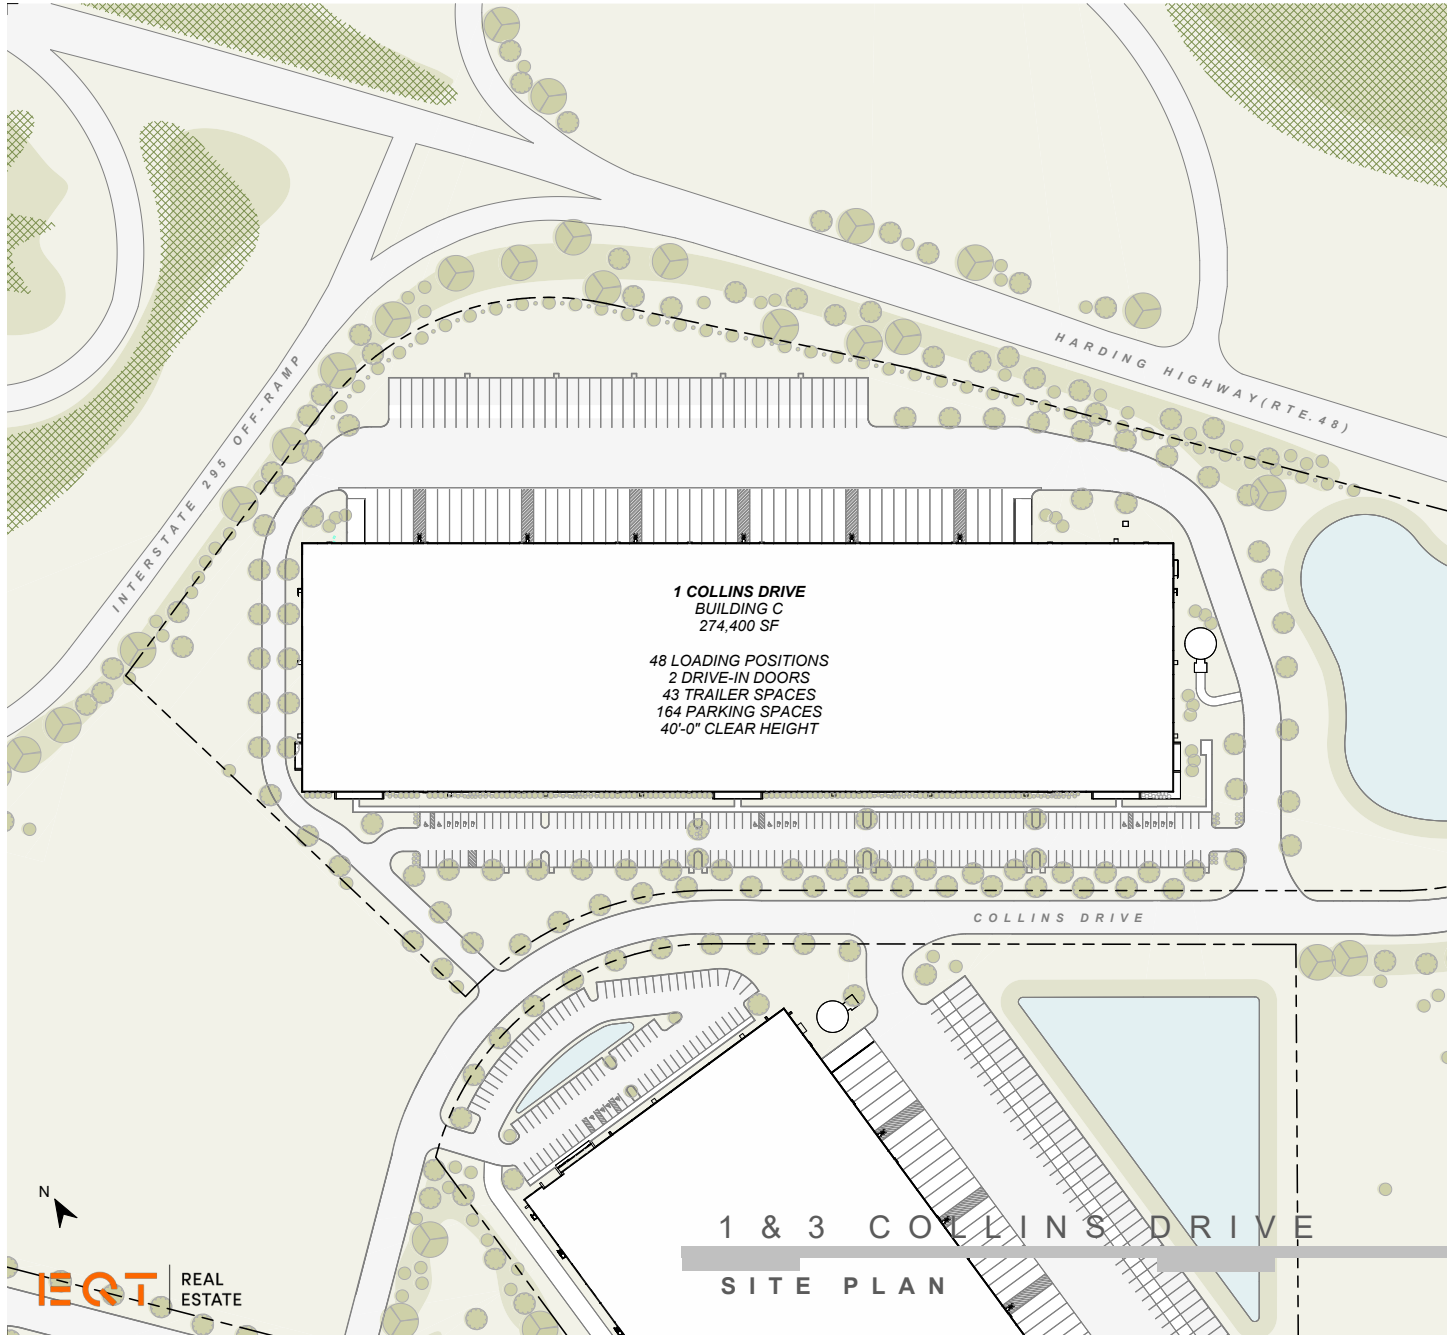 HARDING HIGHWAY(RTE.48)
INTERSTATE 295 OFF-RAMP
1 COLLINS DRIVE
BUILDING C
274,400 SF
48 LOADING POSITIONS
2 DRIVE-IN DOORS
43 TRAILER SPACES
164 PARKING SPACES
40'-0" CLEAR HEIGHT
COLLINS DRIVE
N
1 & 3 COLLINS DRIVE
SITE PLAN
EQT
REAL
ESTATE